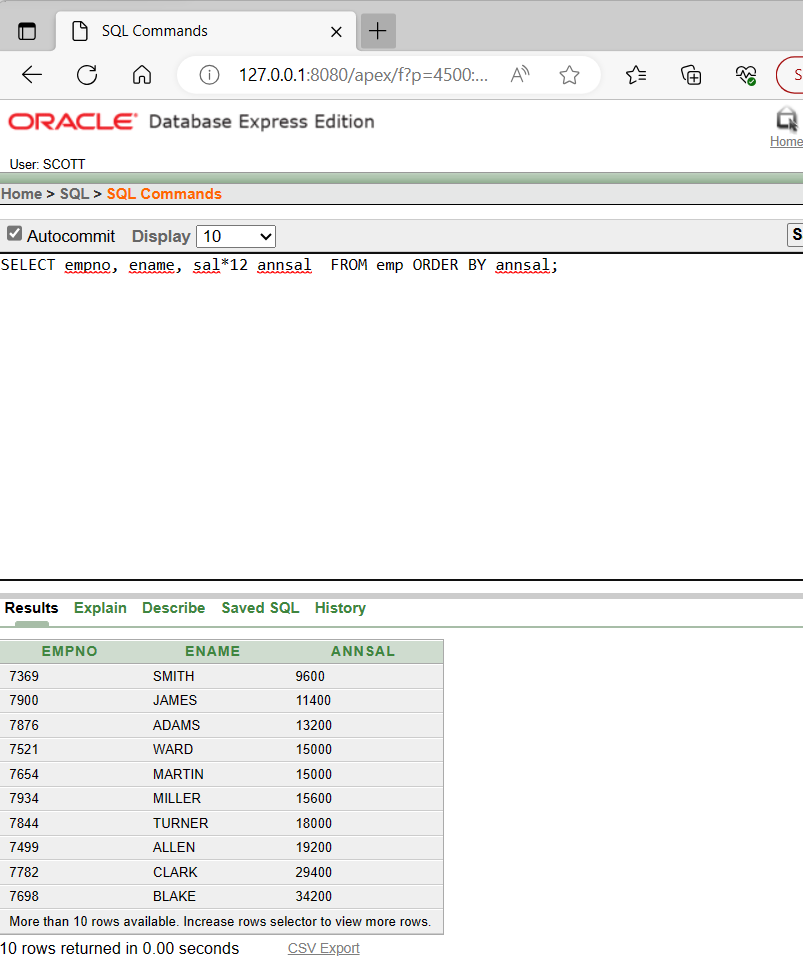 SQL Commands
127.0.0.1:8080/apex/f?p=4500:...
ORACLE Database Express Edition
Home
User: SCOTT
Home > SQL > SQL Commands
Autocommit Display 10
SELECT empno, ename, sal*12 annsal  FROM emp ORDER BY annsal;
Results Explain Describe Saved SQL History
EMPNO ENAME ANNSAL
7369 SMITH 9600
7900 JAMES 11400
7876 ADAMS 13200
7521 WARD 15000
7654 MARTIN 15000
7934 MILLER 15600
7844 TURNER 18000
7499 ALLEN 19200
7782 CLARK 29400
7698 BLAKE 34200
More than 10 rows available. Increase rows selector to view more rows.
10 rows returned in 0.00 seconds CSV Export